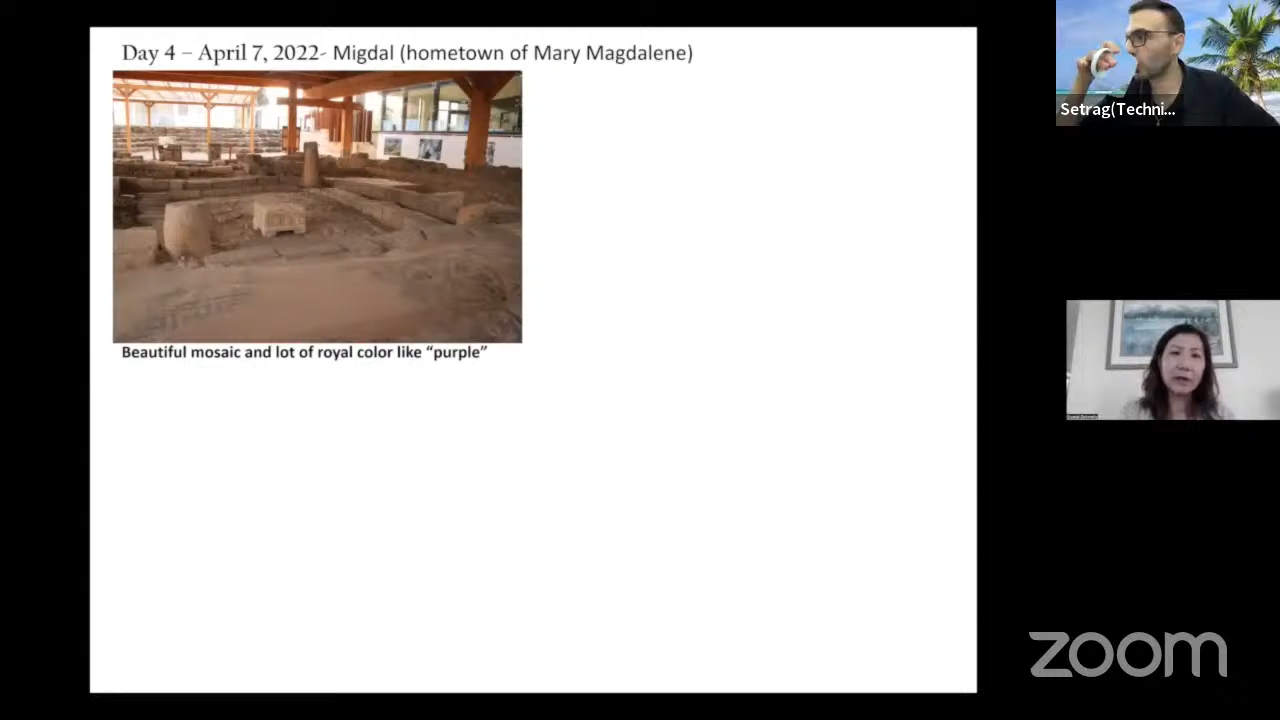 Day 4 – April 7, 2022- Migdal (hometown of Mary Magdalene)
Beautiful mosaic and lot of royal color like “purple”
Setrag(Techni...
zoom